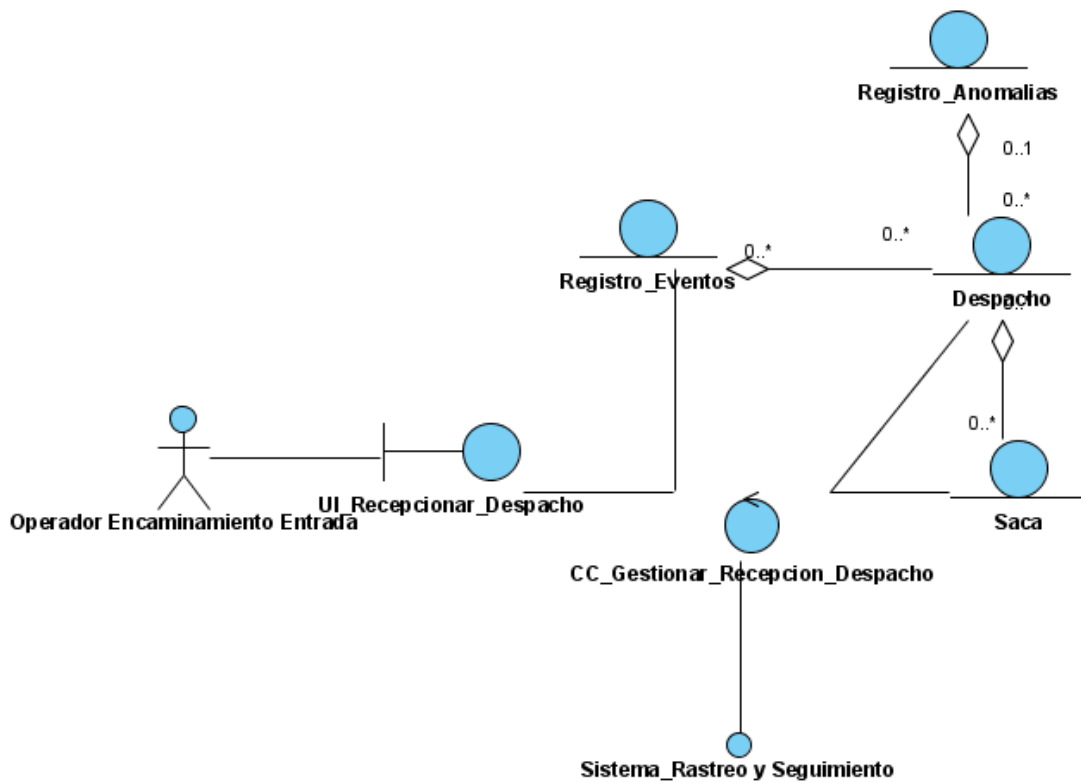 Registro_Anomalias
0..1
0..*
0..*
0..*
Registro_Eventos
Despacho
0..*
UI_Recepcionar_Despacho
Operador Encaminamiento Entrada
Saca
CC_Gestionar_Recepcion_Despacho
Sistema_Rastreo y Seguimiento